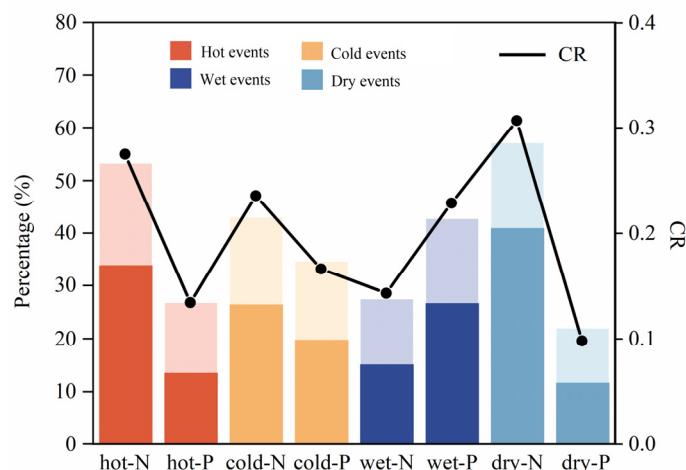 80
70
60
50
40
30
20
10
0
Percentage (%)
Hot events
Cold events
Wet events
Dry events
CR
0.4
0.3
0.2
0.1
0.0
CR
hot-N hot-P cold-N cold-P wet-N wet-P dry-N dry-P